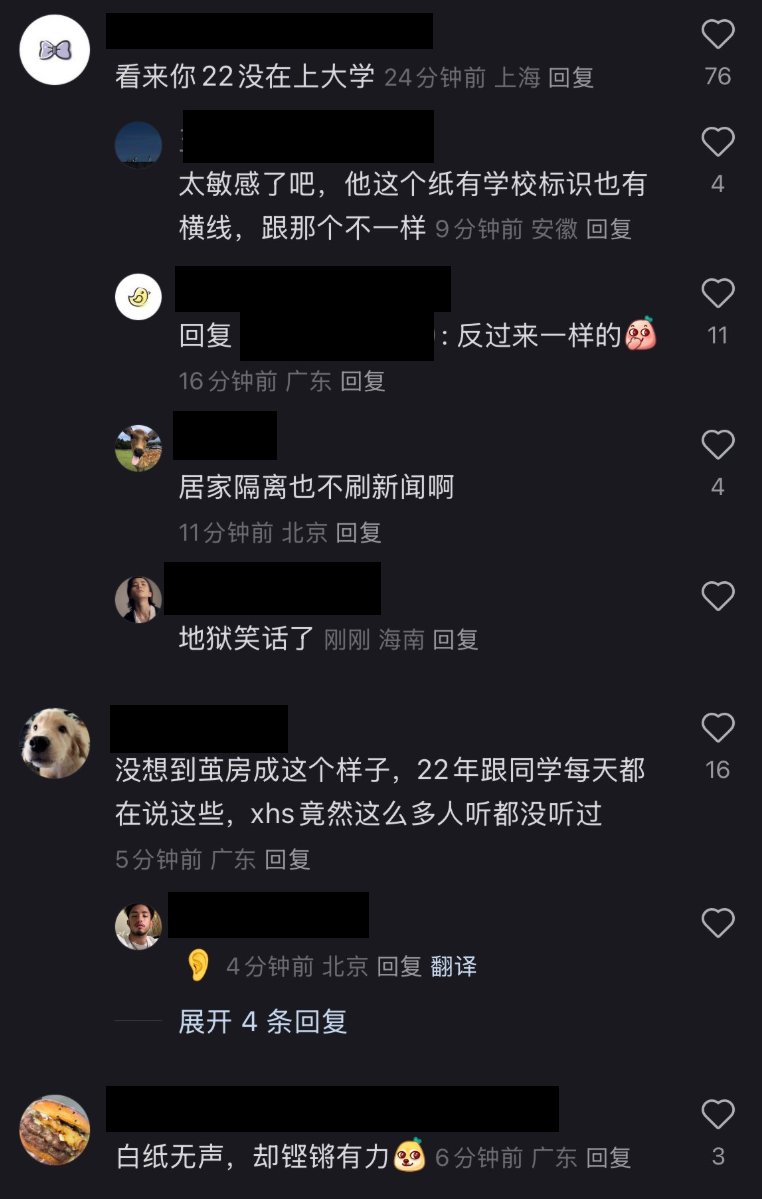 看来你22没在上大学 24分钟前 上海 回复
76
太敏感了吧，他这个纸有学校标识也有
4
横线，跟那个不一样 9分钟前 安徽 回复
回复 : 反过来一样的
11
16分钟前 广东 回复
居家隔离也不刷新闻啊
4
11分钟前 北京 回复
地狱笑话了 刚刚 海南 回复
没想到茧房成这个样子，22年跟同学每天都
16
在说这些，xhs竟然这么多人听都没听过
5分钟前 广东 回复
👂 4分钟前 北京 回复 翻译
展开 4 条回复
白纸无声，却铿锵有力 6分钟前 广东 回复
3